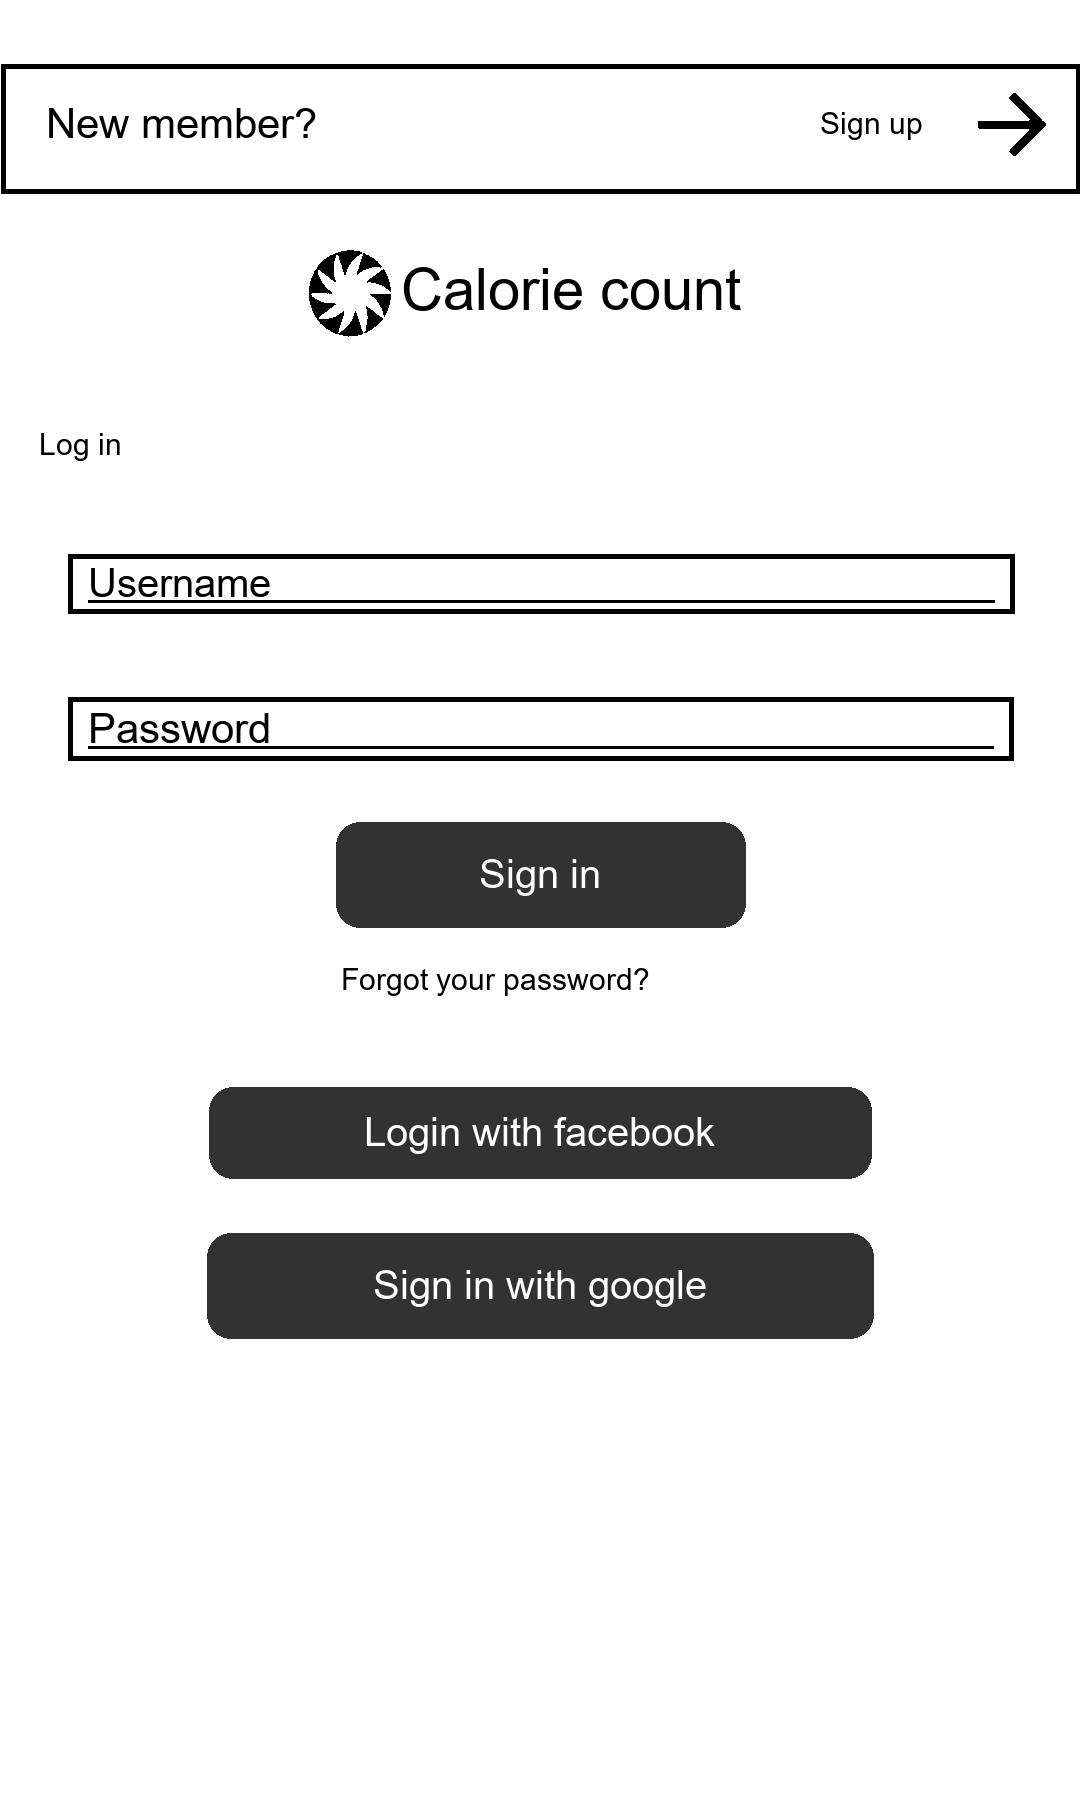 New member? Sign up
Calorie count
Log in
Username
Password
Sign in
Forgot your password?
Login with facebook
Sign in with google